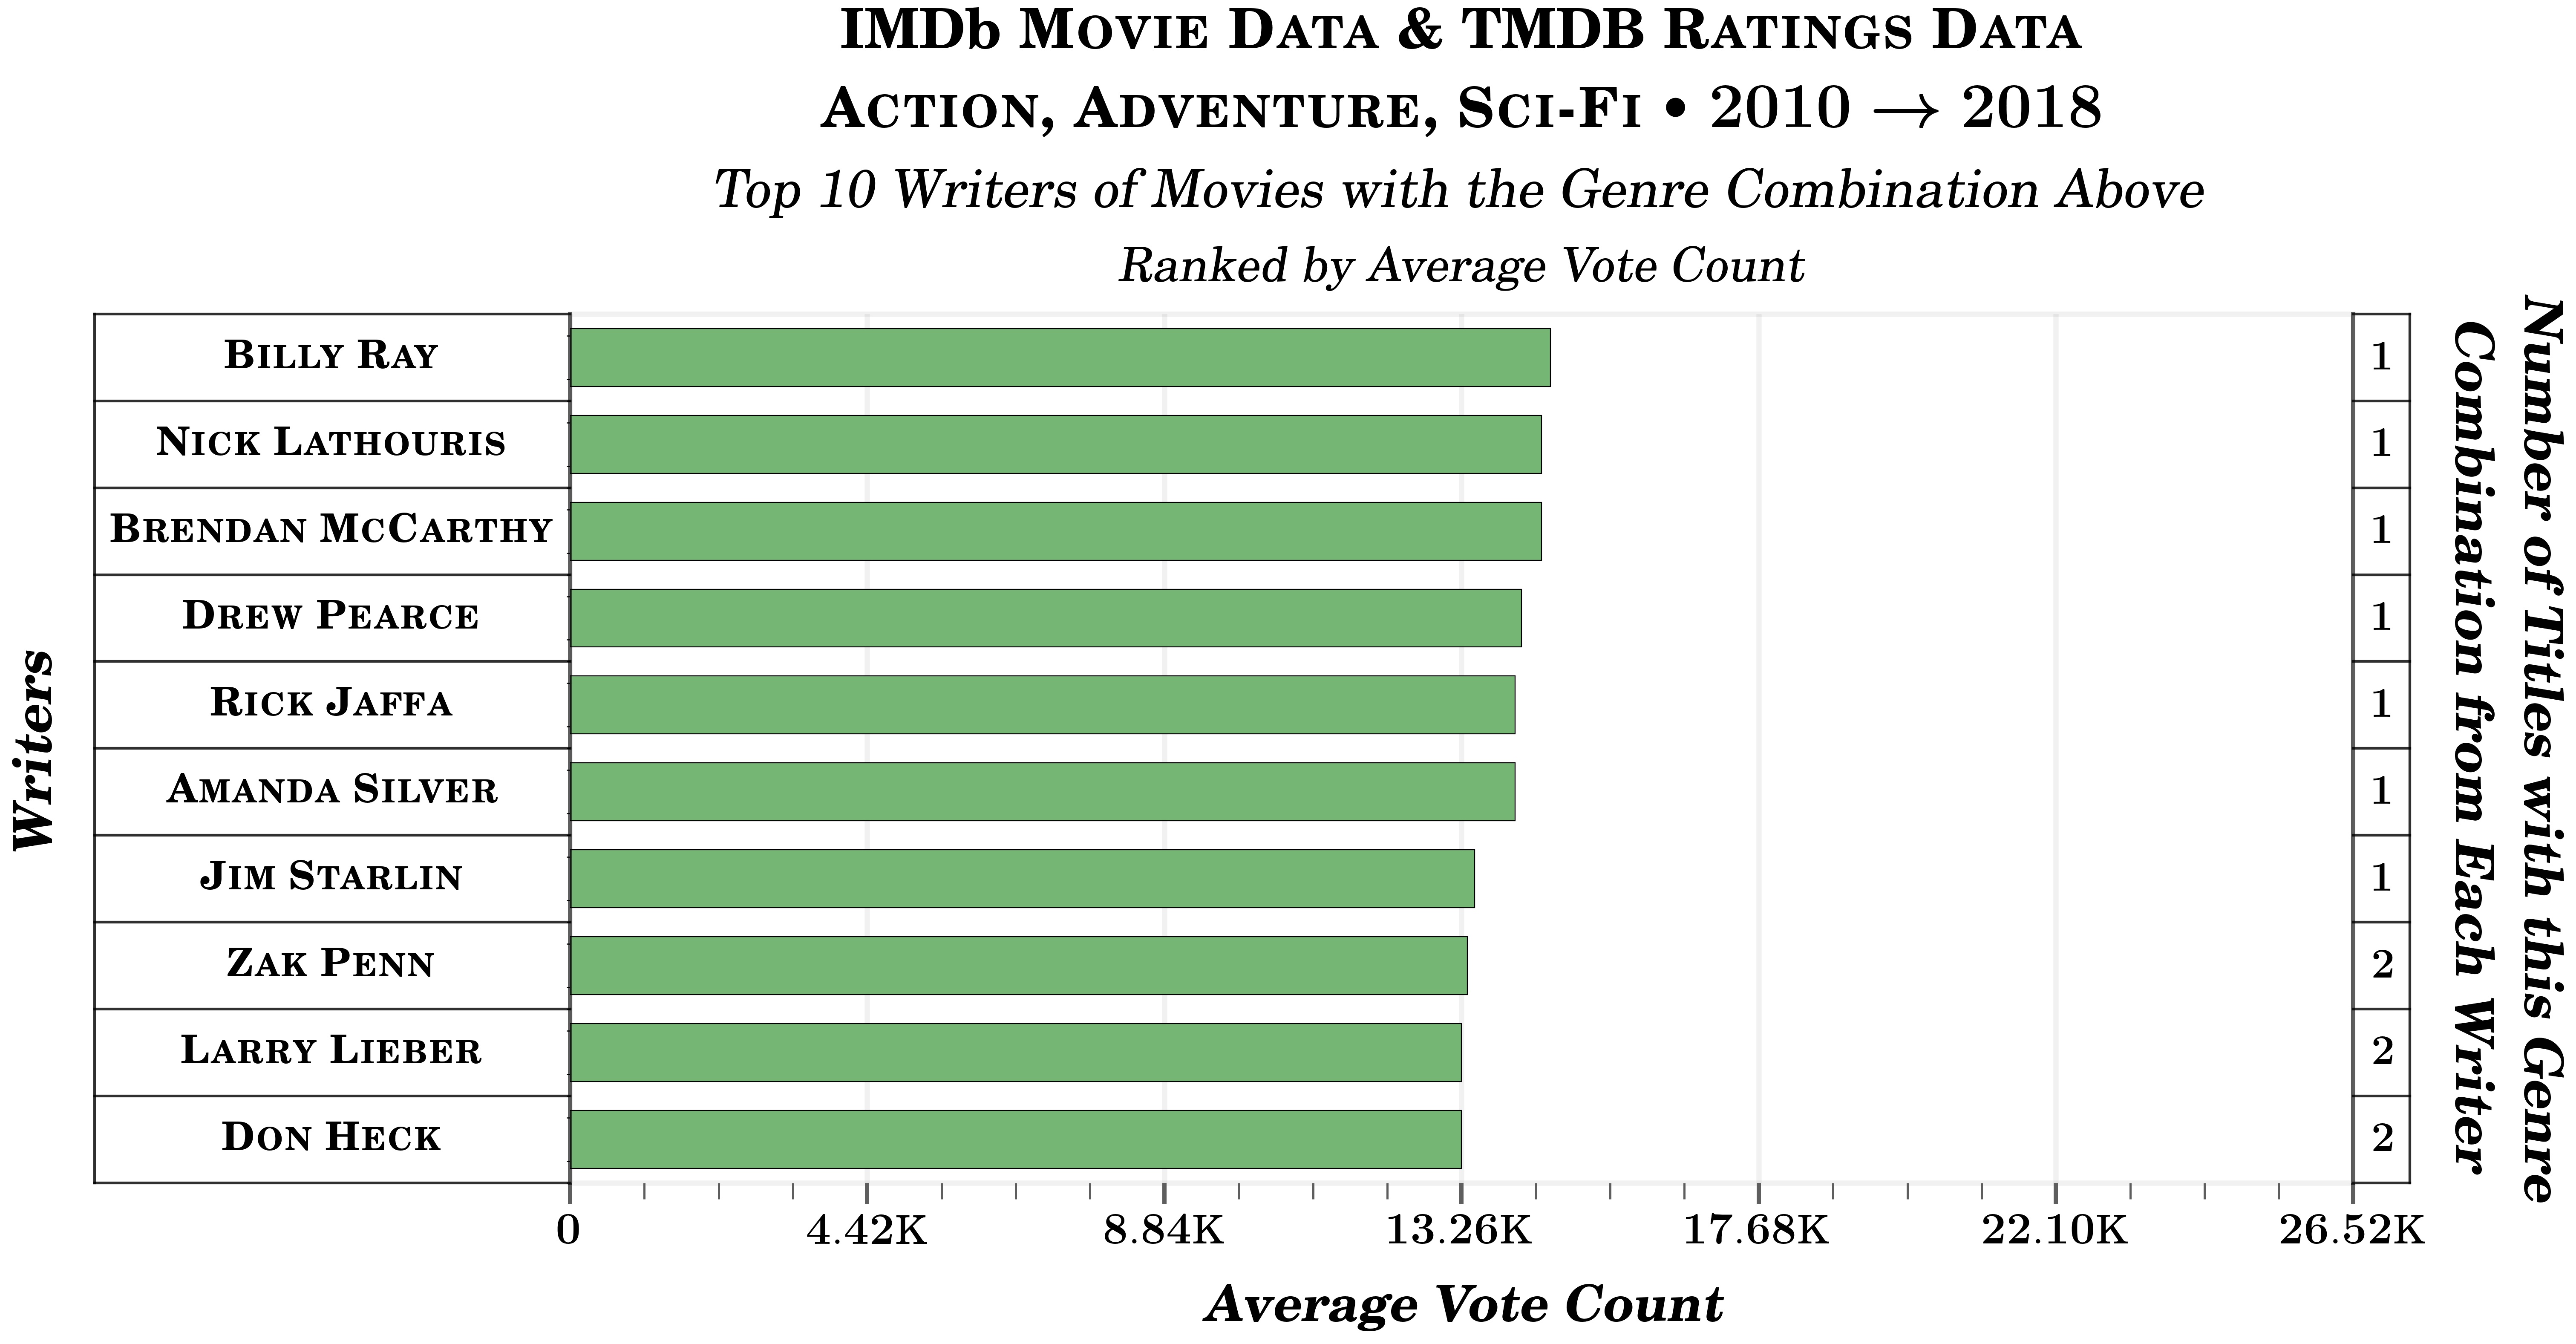 IMDb Movie Data & TMDB Ratings Data
Action, Adventure, Sci-Fi • 2010 → 2018
Top 10 Writers of Movies with the Genre Combination Above
Ranked by Average Vote Count
Writers
Billy Ray 1
Nick Lathouris 1
Brendan McCarthy 1
Drew Pearce 1
Rick Jaffa 1
Amanda Silver 1
Jim Starlin 1
Zak Penn 2
Larry Lieber 2
Don Heck 2
Number of Titles with this Genre
Combination from Each Writer
0 4.42K 8.84K 13.26K 17.68K 22.10K 26.52K
Average Vote Count